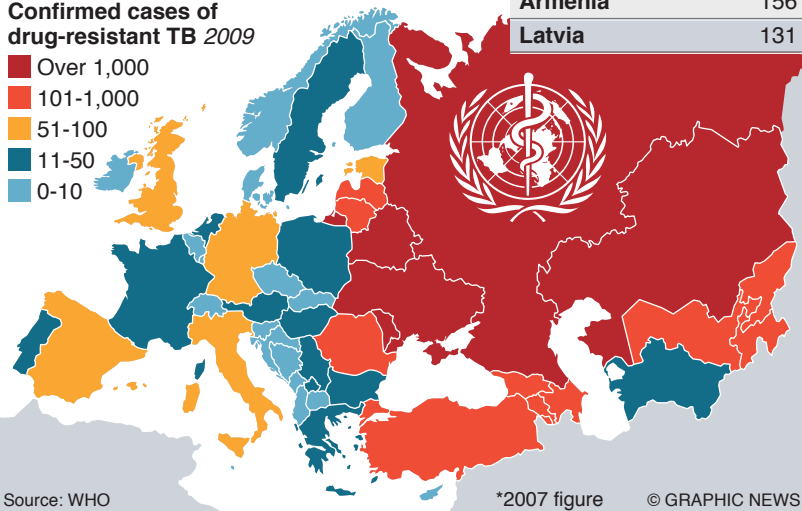 Confirmed cases of
drug-resistant TB 2009
Over 1,000
101-1,000
51-100
11-50
0-10
Armenia 156
Latvia 131
Source: WHO
*2007 figure
© GRAPHIC NEWS